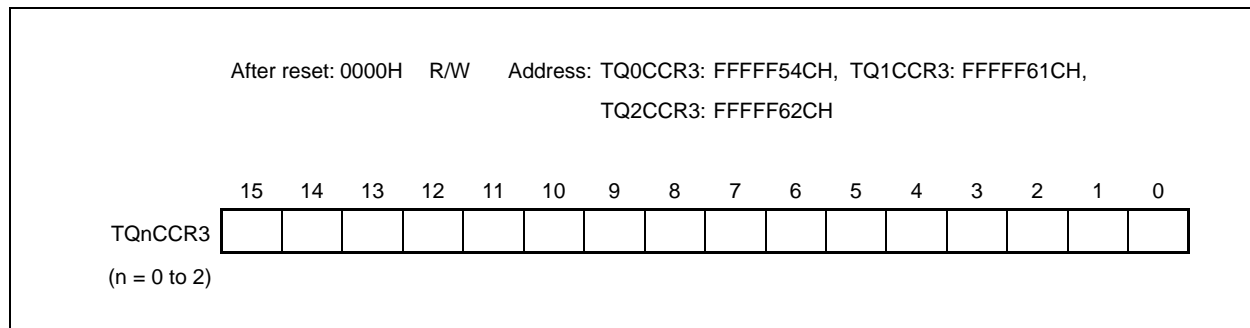 After reset: 0000H R/W Address: TQ0CCR3: FFFFF54CH, TQ1CCR3: FFFFF61CH,
TQ2CCR3: FFFFF62CH
15 14 13 12 11 10 9 8 7 6 5 4 3 2 1 0
TQnCCR3
(n = 0 to 2)